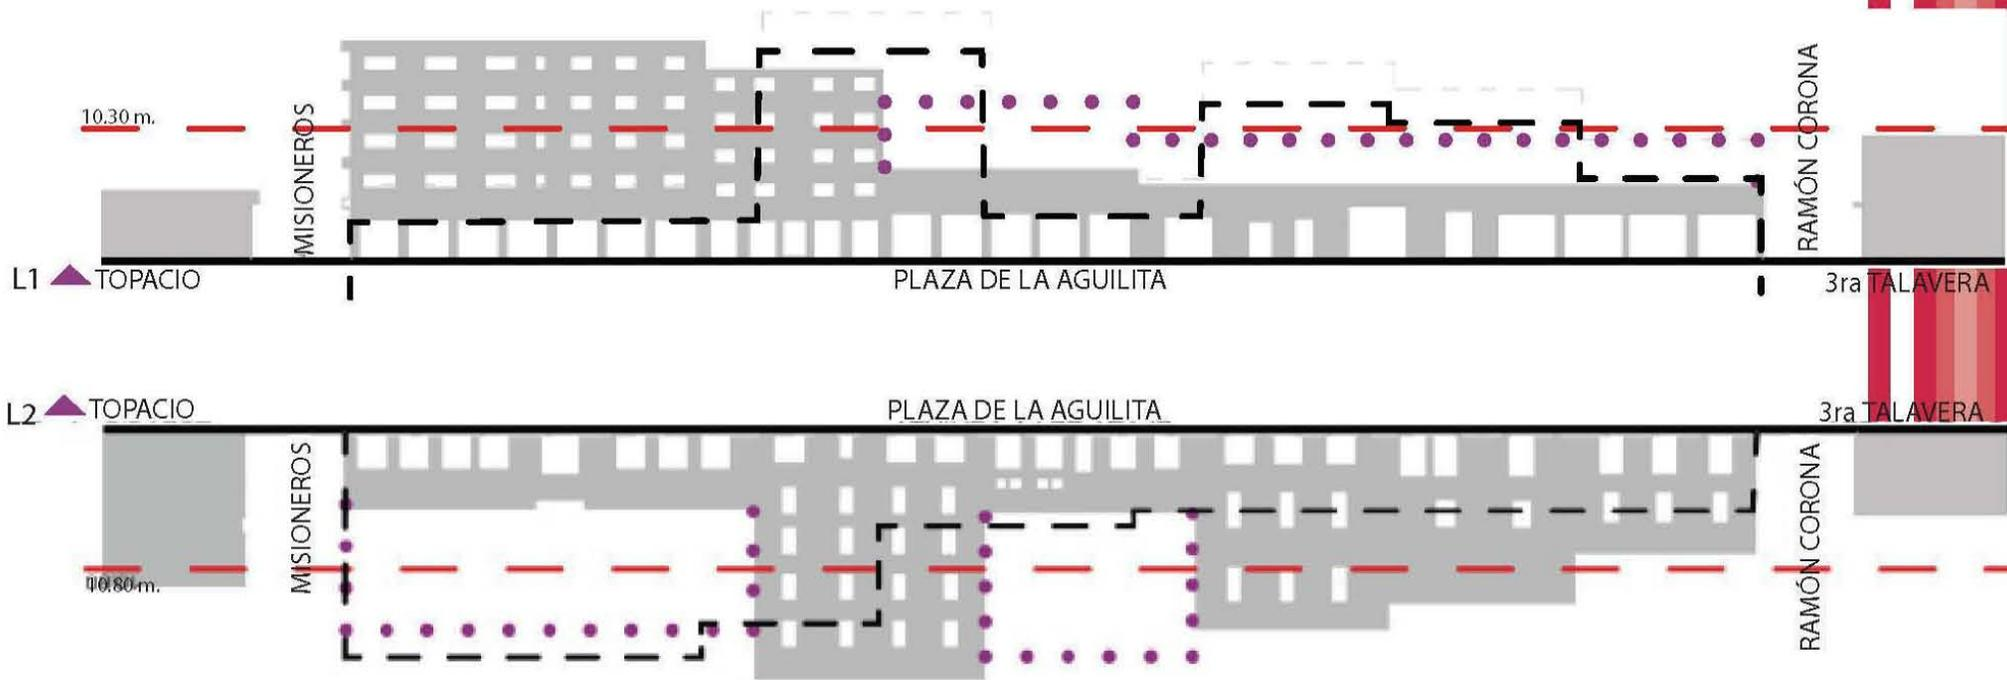 10.30 m.
MISIONEROS
RAMÓN CORONA
L1 TOPACIO
PLAZA DE LA AGUILITA
3ra TALAVERA
L2 TOPACIO
PLAZA DE LA AGUILITA
3ra TALAVERA
MISIONEROS
RAMÓN CORONA
10.80 m.